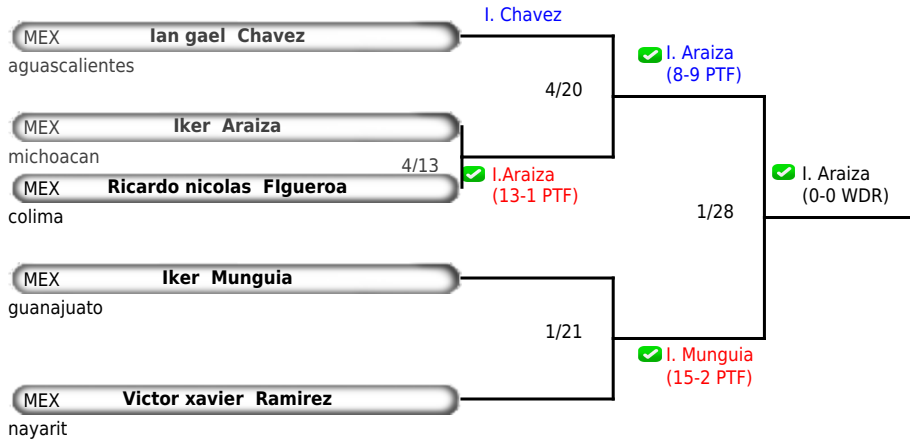 I. Chavez
MEX Ian gael Chavez
aguascalientes
I. Araiza
(8-9 PTF)
4/20
MEX Iker Araiza
michoacan
4/13
I.Araiza
(13-1 PTF)
MEX Ricardo nicolas FIgueroa
colima
I. Araiza
(0-0 WDR)
1/28
MEX Iker Munguia
guanajuato
1/21
I. Munguia
(15-2 PTF)
MEX Victor xavier Ramirez
nayarit